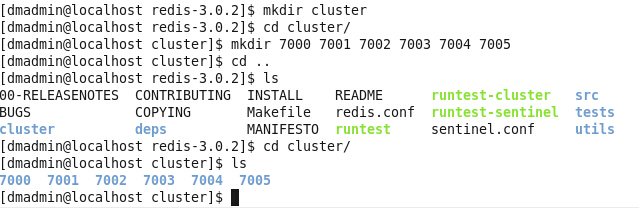 [dmadmin@localhost redis-3.0.2]$ mkdir cluster
[dmadmin@localhost redis-3.0.2]$ cd cluster/
[dmadmin@localhost cluster]$ mkdir 7000 7001 7002 7003 7004 7005
[dmadmin@localhost cluster]$ cd ..
[dmadmin@localhost redis-3.0.2]$ ls
00-RELEASENOTES  CONTRIBUTING  INSTALL    README      runtest-cluster   src
BUGS             COPYING       Makefile   redis.conf  runtest-sentinel  tests
cluster          deps          MANIFESTO  runtest     sentinel.conf     utils
[dmadmin@localhost redis-3.0.2]$ cd cluster/
[dmadmin@localhost cluster]$ ls
7000  7001  7002  7003  7004  7005
[dmadmin@localhost cluster]$